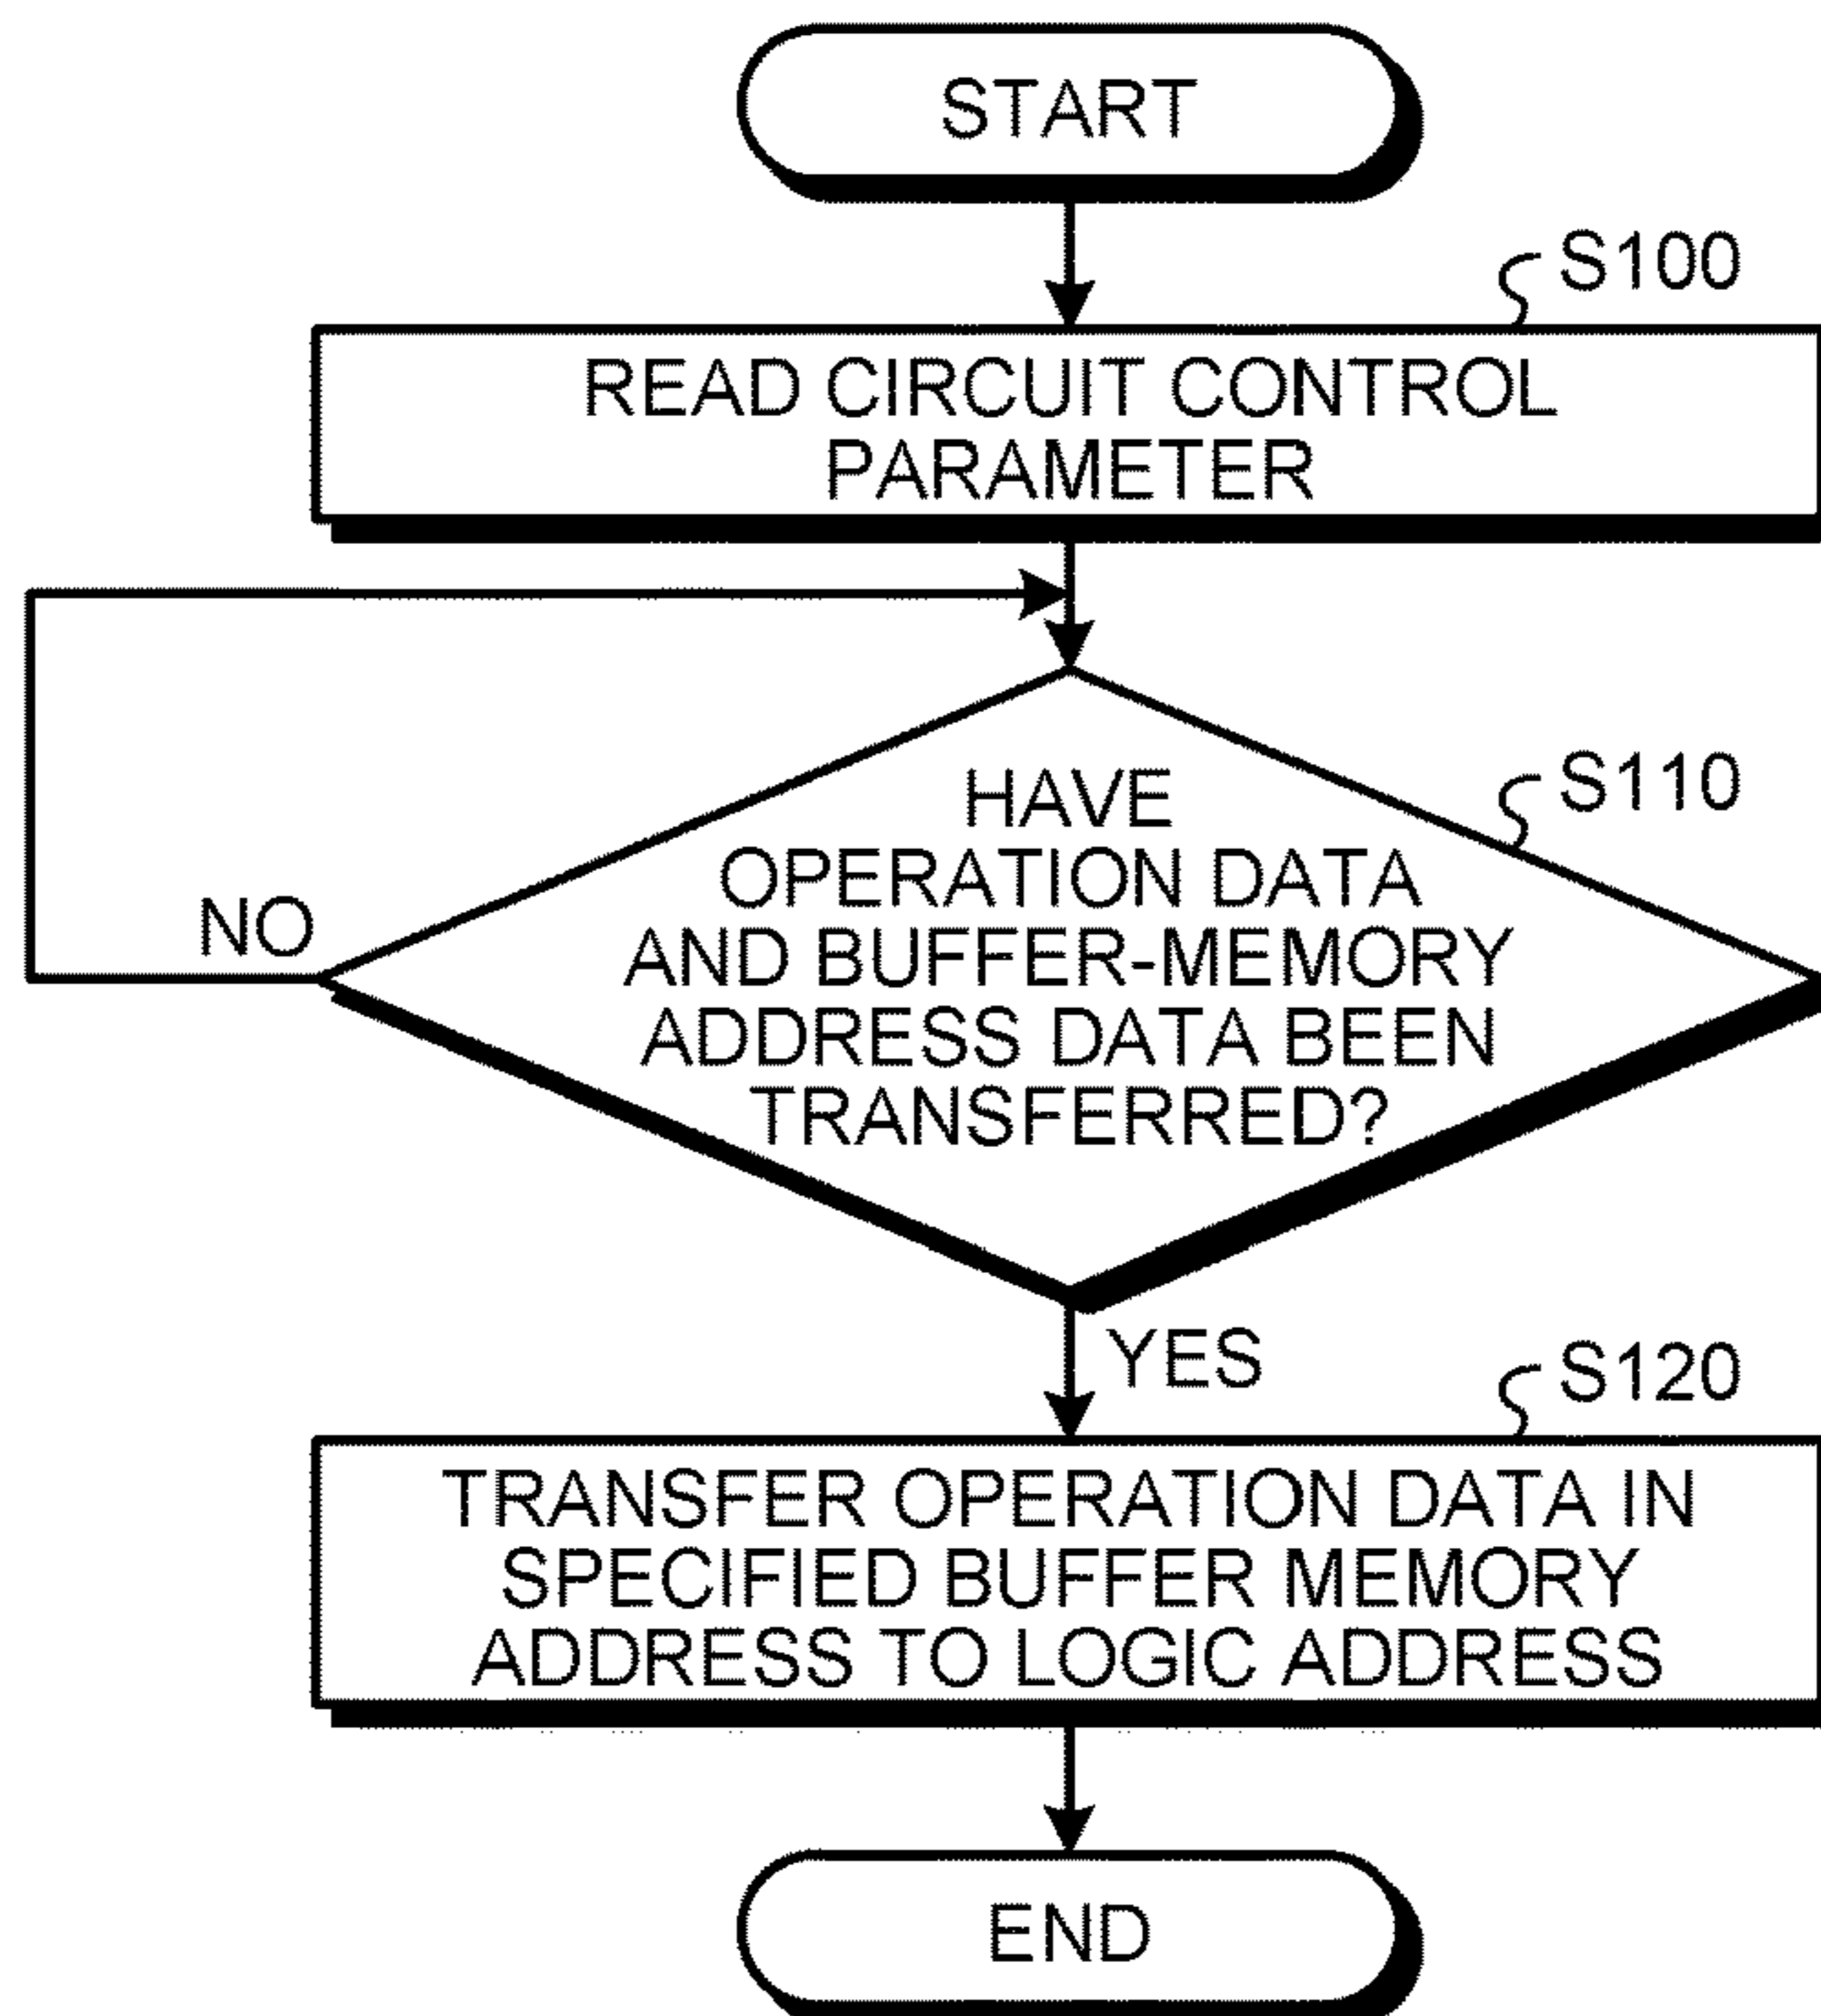 START
S100
READ CIRCUIT CONTROL
PARAMETER
S110
HAVE
OPERATION DATA
AND BUFFER-MEMORY
ADDRESS DATA BEEN
TRANSFERRED?
NO
YES
S120
TRANSFER OPERATION DATA IN
SPECIFIED BUFFER MEMORY
ADDRESS TO LOGIC ADDRESS
END